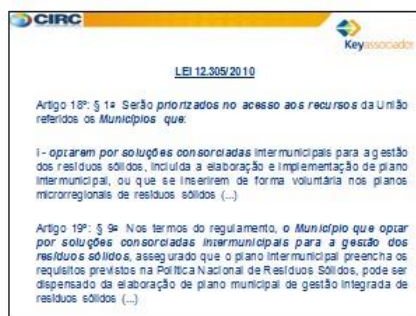 CIRC
Keyassociados
LEI 12.305/2010
Artigo 18º: § 1º Serão priorizados no acesso aos recursos da União
referidos os Municípios que:
I - optarem por soluções consorciadas intermunicipais para a gestão
dos resíduos sólidos, incluída a elaboração e implementação de plano
intermunicipal, ou que se inserirem de forma voluntária nos planos
microrregionais de resíduos sólidos (...)
Artigo 19º: § 9º Nos termos do regulamento, o Município que optar
por soluções consorciadas intermunicipais para a gestão dos
resíduos sólidos, assegurado que o plano intermunicipal preencha os
requisitos previstos na Política Nacional de Resíduos Sólidos, pode ser
dispensado da elaboração de plano municipal de gestão integrada de
resíduos sólidos (...)